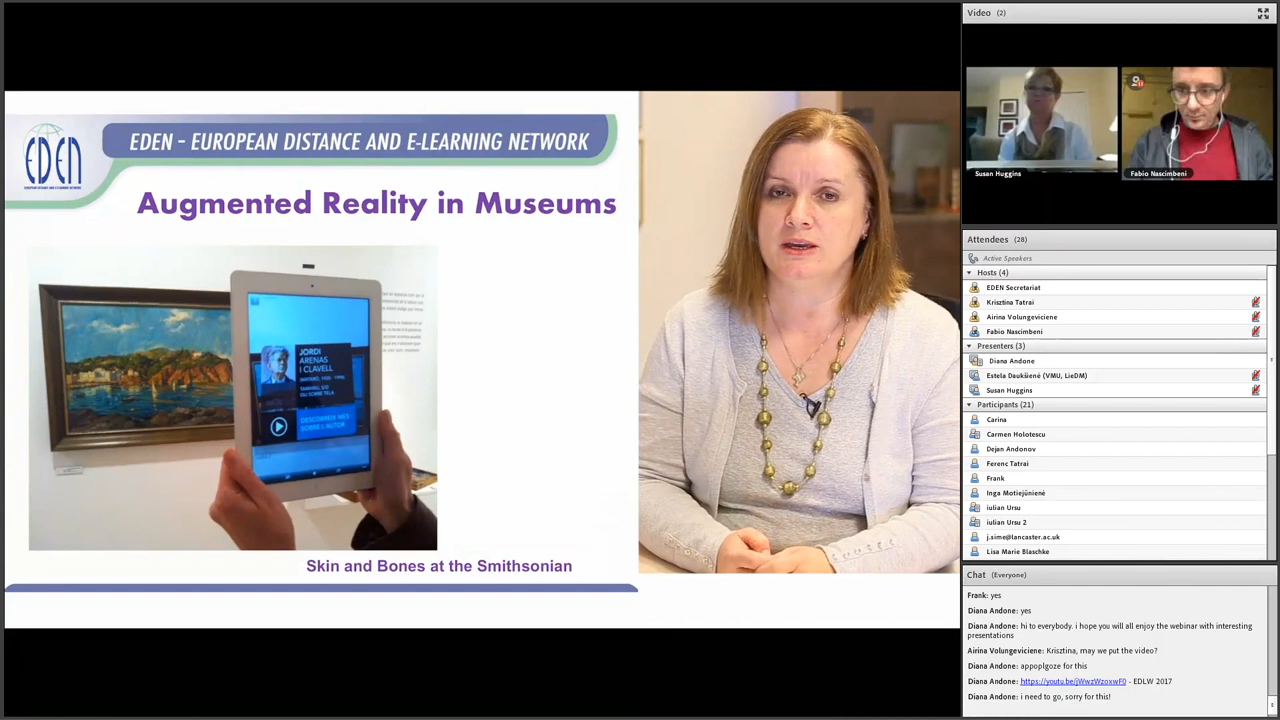 EDEN
EDEN – EUROPEAN DISTANCE AND E-LEARNING NETWORK
Augmented Reality in Museums
JORDI
ARENAS
I CLAVELL
DESCOBREIX MÉS
SOBRE L'AUTOR
Skin and Bones at the Smithsonian
Video (2)
Susan Huggins
Fabio Nascimbeni
Attendees (28)
Active Speakers
Hosts (4)
EDEN Secretariat
Krisztina Tatrai
Airina Volungeviciene
Fabio Nascimbeni
Presenters (3)
Diana Andone
Estela Daukšienė (VMU, LieDM)
Susan Huggins
Participants (21)
Carina
Carmen Holotescu
Dejan Andonov
Ferenc Tatrai
Frank
Inga Motiejūnienė
iulian Ursu
iulian Ursu 2
j.sime@lancaster.ac.uk
Lisa Marie Blaschke
Chat (Everyone)
Frank: yes
Diana Andone: yes
Diana Andone: hi to everybody. i hope you will all enjoy the webinar with interesting
presentations
Airina Volungeviciene: Krisztina, may we put the video?
Diana Andone: appoplgoze for this
Diana Andone: https://youtu.be/jWwzWzoxwF0 - EDLW 2017
Diana Andone: i need to go, sorry for this!